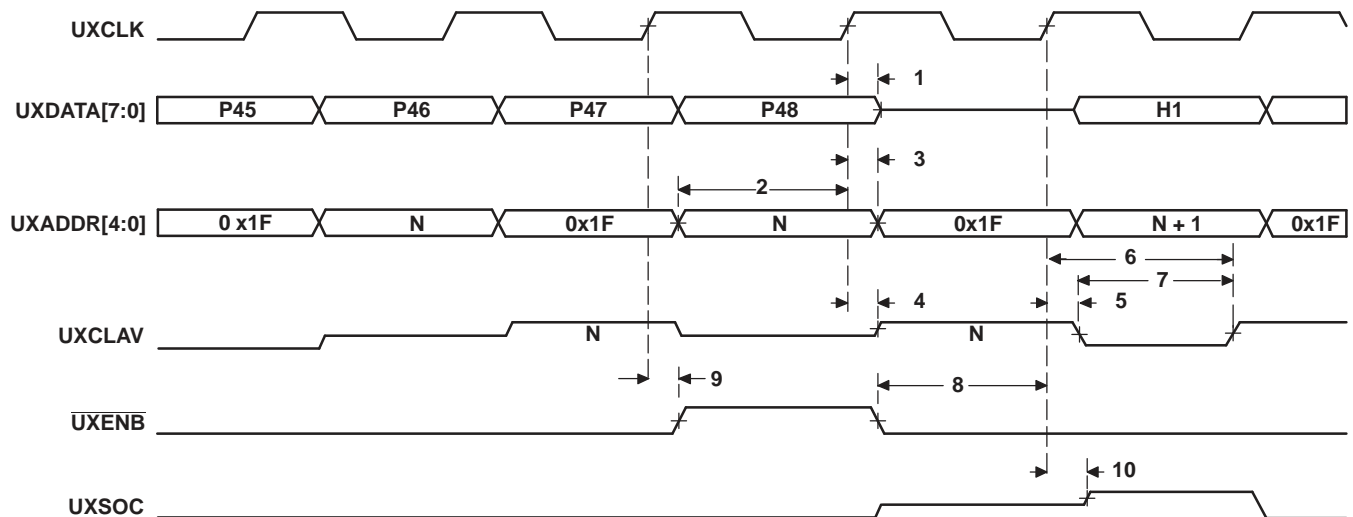 UXCLK
1
UXDATA[7:0] P45 P46 P47 P48 H1
3
2
UXADDR[4:0] 0 x1F N 0x1F N 0x1F N + 1 0x1F
6
7
4 5
UXCLAV N N
9 8
UXENB
10
UXSOC